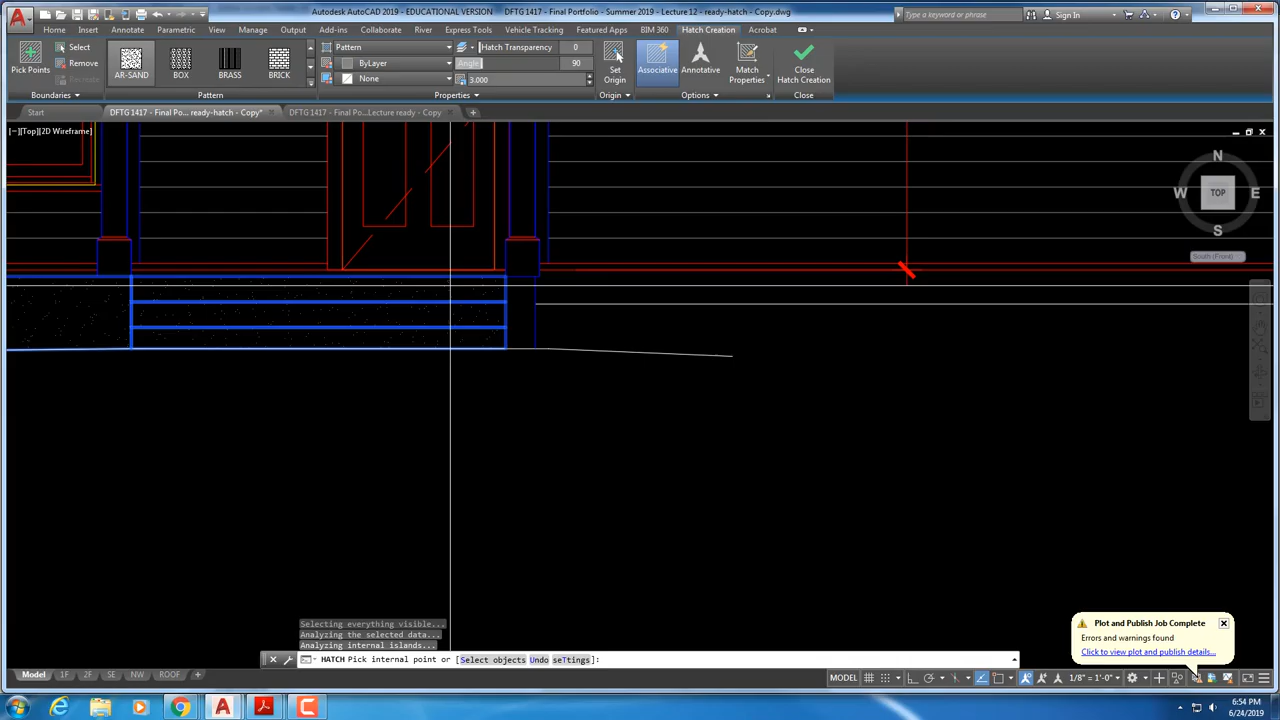 Autodesk AutoCAD 2019 - EDUCATIONAL VERSION DFTG 1417 - Final Portfolio - Summer 2019 - Lecture 12 - ready-hatch - Copy.dwg
Type a keyword or phrase
Sign In
Home Insert Annotate Parametric View Manage Output Add-ins Collaborate River Express Tools Vehicle Tracking Featured Apps BIM 360 Hatch Creation Acrobat
Pick Points
Select
Remove
Recreate
Boundaries
AR-SAND
BOX
BRASS
BRICK
Pattern
Pattern
ByLayer
None
Hatch Transparency 0
Angle 90
3.000
Properties
Set
Origin
Origin
Associative
Annotative
Match
Properties
Options
Close
Hatch Creation
Close
Start
DFTG 1417 - Final Po... ready-hatch - Copy*
DFTG 1417 - Final Po...Lecture ready - Copy
[−][Top][2D Wireframe]
N
W
TOP
E
S
South (Front)
Selecting everything visible...
Analyzing the selected data...
Analyzing internal islands...
HATCH Pick internal point or [Select objects Undo seTtings]:
Plot and Publish Job Complete
Errors and warnings found
Click to view plot and publish details...
Model 1F 2F SE NW ROOF +
MODEL
1/8" = 1'-0"
6:54 PM
6/24/2019